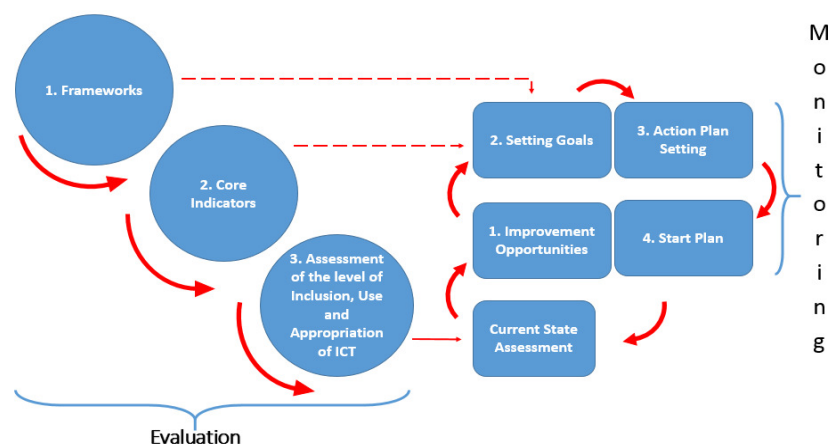 1. Frameworks
2. Core
Indicators
3. Assessment
of the level of
Inclusion, Use
and
Appropriation
of ICT
Evaluation
2. Setting Goals
3. Action Plan
Setting
1. Improvement
Opportunities
4. Start Plan
Current State
Assessment
M
o
n
i
t
o
r
i
n
g